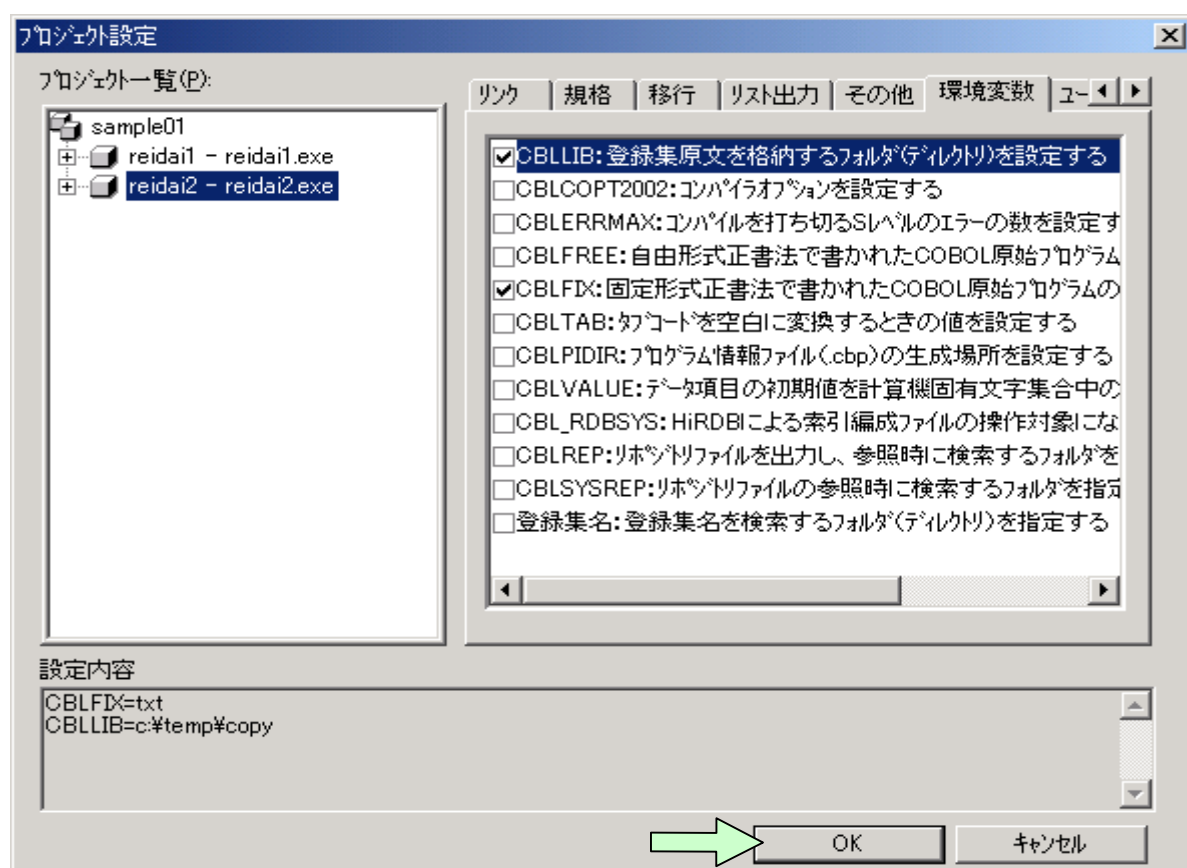 ﾌﾟﾛｼﾞｪｸﾄ設定
ﾌﾟﾛｼﾞｪｸﾄ一覧(P):
sample01
reidai1 - reidai1.exe
reidai2 - reidai2.exe
ﾘﾝｸ 規格 移行 ﾘｽﾄ出力 その他 環境変数 ﾕｰ
CBLLIB:登録集原文を格納するﾌｫﾙﾀﾞ(ﾃﾞｨﾚｸﾄﾘ)を設定する
CBLCOPT2002:ｺﾝﾊﾟｲﾗｵﾌﾟｼｮﾝを設定する
CBLERRMAX:ｺﾝﾊﾟｲﾙを打ち切るSﾚﾍﾞﾙのｴﾗｰの数を設定す
CBLFREE:自由形式正書法で書かれたCOBOL原始ﾌﾟﾛｸﾞﾗﾑ
CBLFIX:固定形式正書法で書かれたCOBOL原始ﾌﾟﾛｸﾞﾗﾑの
CBLTAB:ﾀﾌﾞｺｰﾄﾞを空白に変換するときの値を設定する
CBLPIDIR:ﾌﾟﾛｸﾞﾗﾑ情報ﾌｧｲﾙ(.cbp)の生成場所を設定する
CBLVALUE:ﾃﾞｰﾀ項目の初期値を計算機固有文字集合中の
CBL_RDBSYS:HiRDBによる索引編成ﾌｧｲﾙの操作対象にな
CBLREP:ﾘﾎﾟｼﾞﾄﾘﾌｧｲﾙを出力し、参照時に検索するﾌｫﾙﾀﾞを
CBLSYSREP:ﾘﾎﾟｼﾞﾄﾘﾌｧｲﾙの参照時に検索するﾌｫﾙﾀﾞを指定
登録集名:登録集名を検索するﾌｫﾙﾀﾞ(ﾃﾞｨﾚｸﾄﾘ)を指定する
設定内容
CBLFIX=txt
CBLLIB=c:¥temp¥copy
OK ｷｬﾝｾﾙ